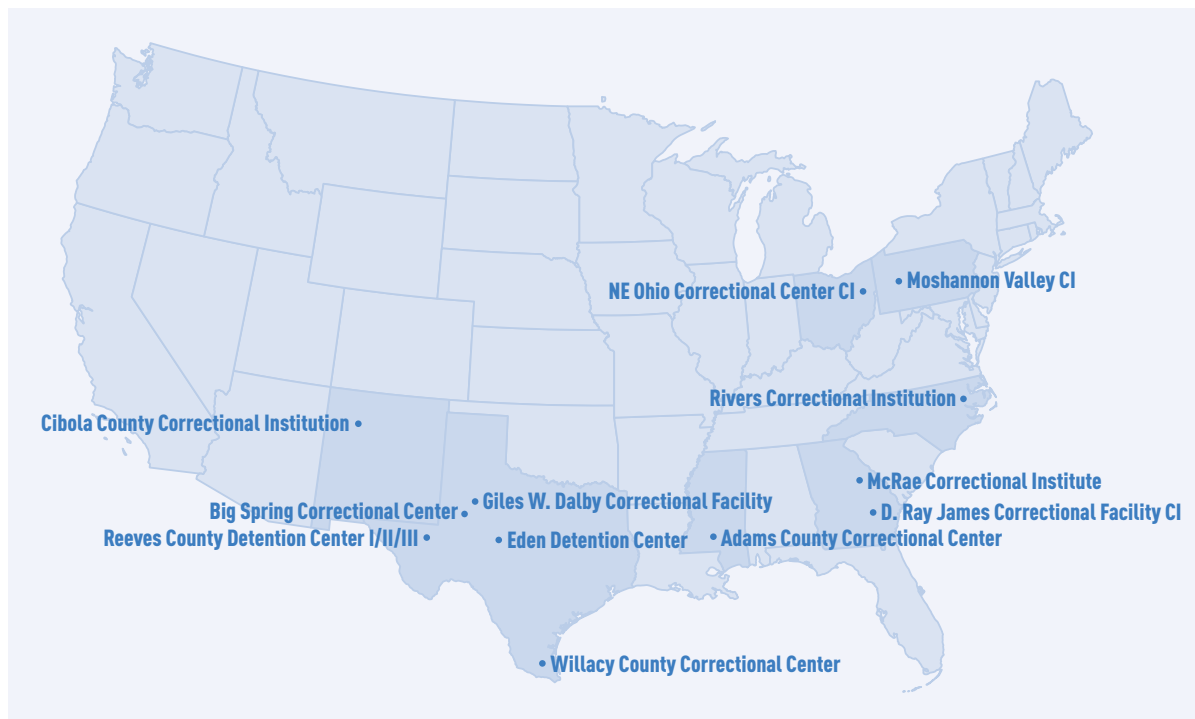 Moshannon Valley CI
NE Ohio Correctional Center CI
Rivers Correctional Institution
Cibola County Correctional Institution
McRae Correctional Institute
Giles W. Dalby Correctional Facility
Big Spring Correctional Center
D. Ray James Correctional Facility CI
Reeves County Detention Center I/II/III
Eden Detention Center
Adams County Correctional Center
Willacy County Correctional Center